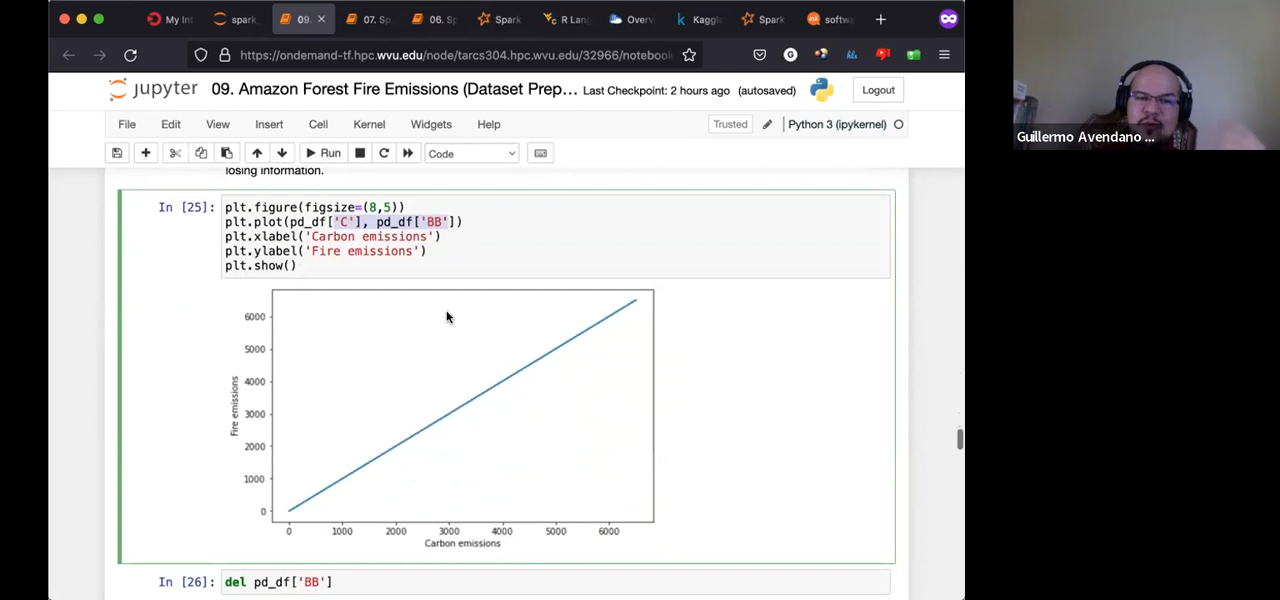 My Int
spark_
09.
07. Sp
06. Sp
Spark
R Lang
Overvi
Kaggl
Spark
softwa
https://ondemand-tf.hpc.wvu.edu/node/tarcs304.hpc.wvu.edu/32966/notebook
jupyter 09. Amazon Forest Fire Emissions (Dataset Prep... Last Checkpoint: 2 hours ago (autosaved)
Logout
Guillermo Avendano ...
File Edit View Insert Cell Kernel Widgets Help
Trusted
Python 3 (ipykernel)
Run
Code
losing information.
In [25]: plt.figure(figsize=(8,5))
plt.plot(pd_df['C'], pd_df['BB'])
plt.xlabel('Carbon emissions')
plt.ylabel('Fire emissions')
plt.show()
6000
5000
4000
3000
2000
1000
0
Fire emissions
0 1000 2000 3000 4000 5000 6000
Carbon emissions
In [26]: del pd_df['BB']